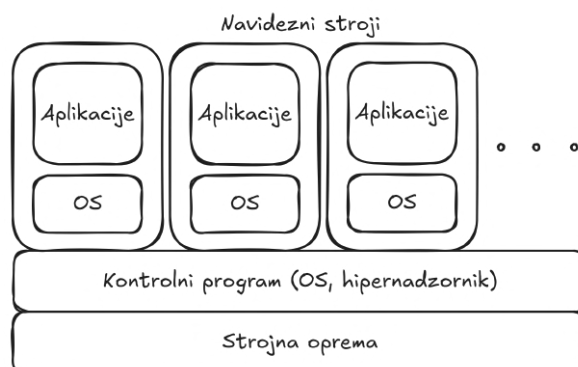 Navidezni stroji
Aplikacije
Aplikacije
Aplikacije
OS
OS
OS
Kontrolni program (OS, hipernadzornik)
Strojna oprema